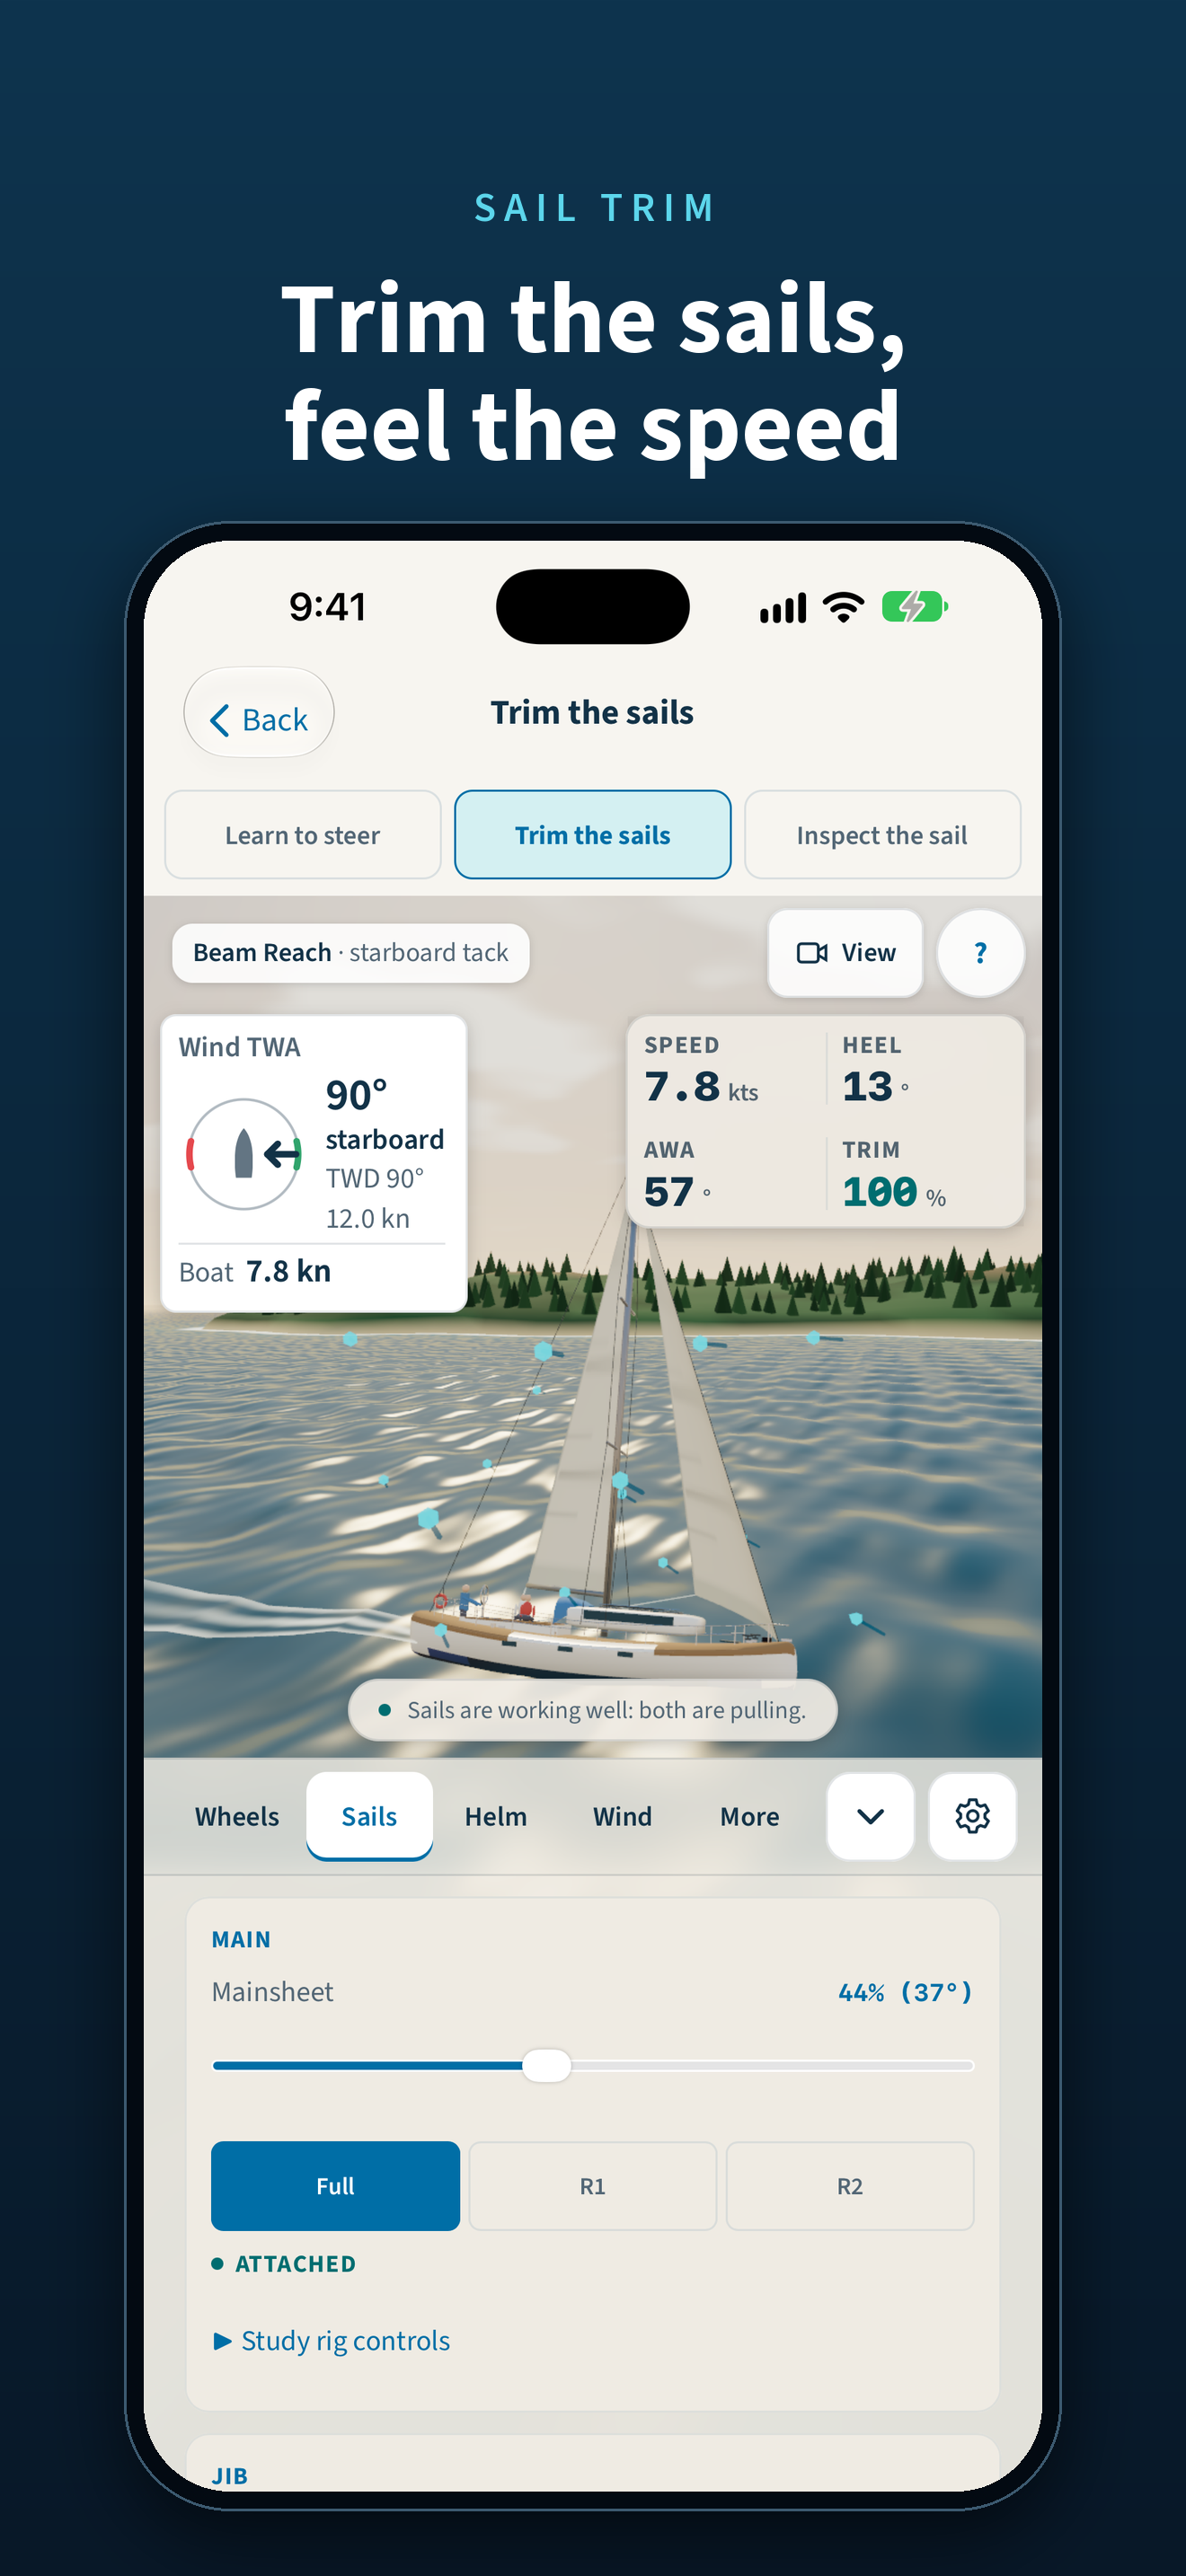 SAIL TRIM
Trim the sails,
feel the speed
9:41
Back
Trim the sails
Learn to steer
Trim the sails
Inspect the sail
Beam Reach · starboard tack
View
?
Wind TWA
90°
starboard
TWD 90°
12.0 kn
Boat 7.8 kn
SPEED
7.8 kts
HEEL
13 °
AWA
57 °
TRIM
100 %
Sails are working well: both are pulling.
Wheels
Sails
Helm
Wind
More
MAIN
Mainsheet
44% (37°)
Full
R1
R2
ATTACHED
Study rig controls
JIB